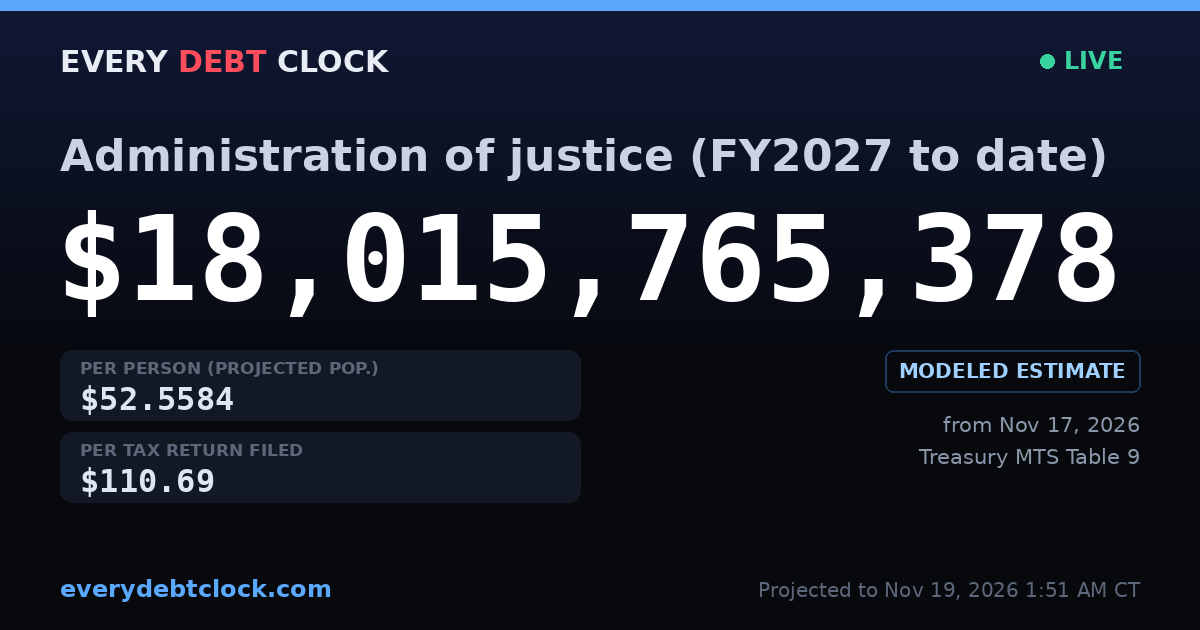 EVERY DEBT CLOCK
LIVE
Administration of justice (FY2027 to date)
$18,015,765,378
PER PERSON (PROJECTED POP.)
$52.5584
PER TAX RETURN FILED
$110.69
MODELED ESTIMATE
from Nov 17, 2026
Treasury MTS Table 9
everydebtclock.com
Projected to Nov 19, 2026 1:51 AM CT